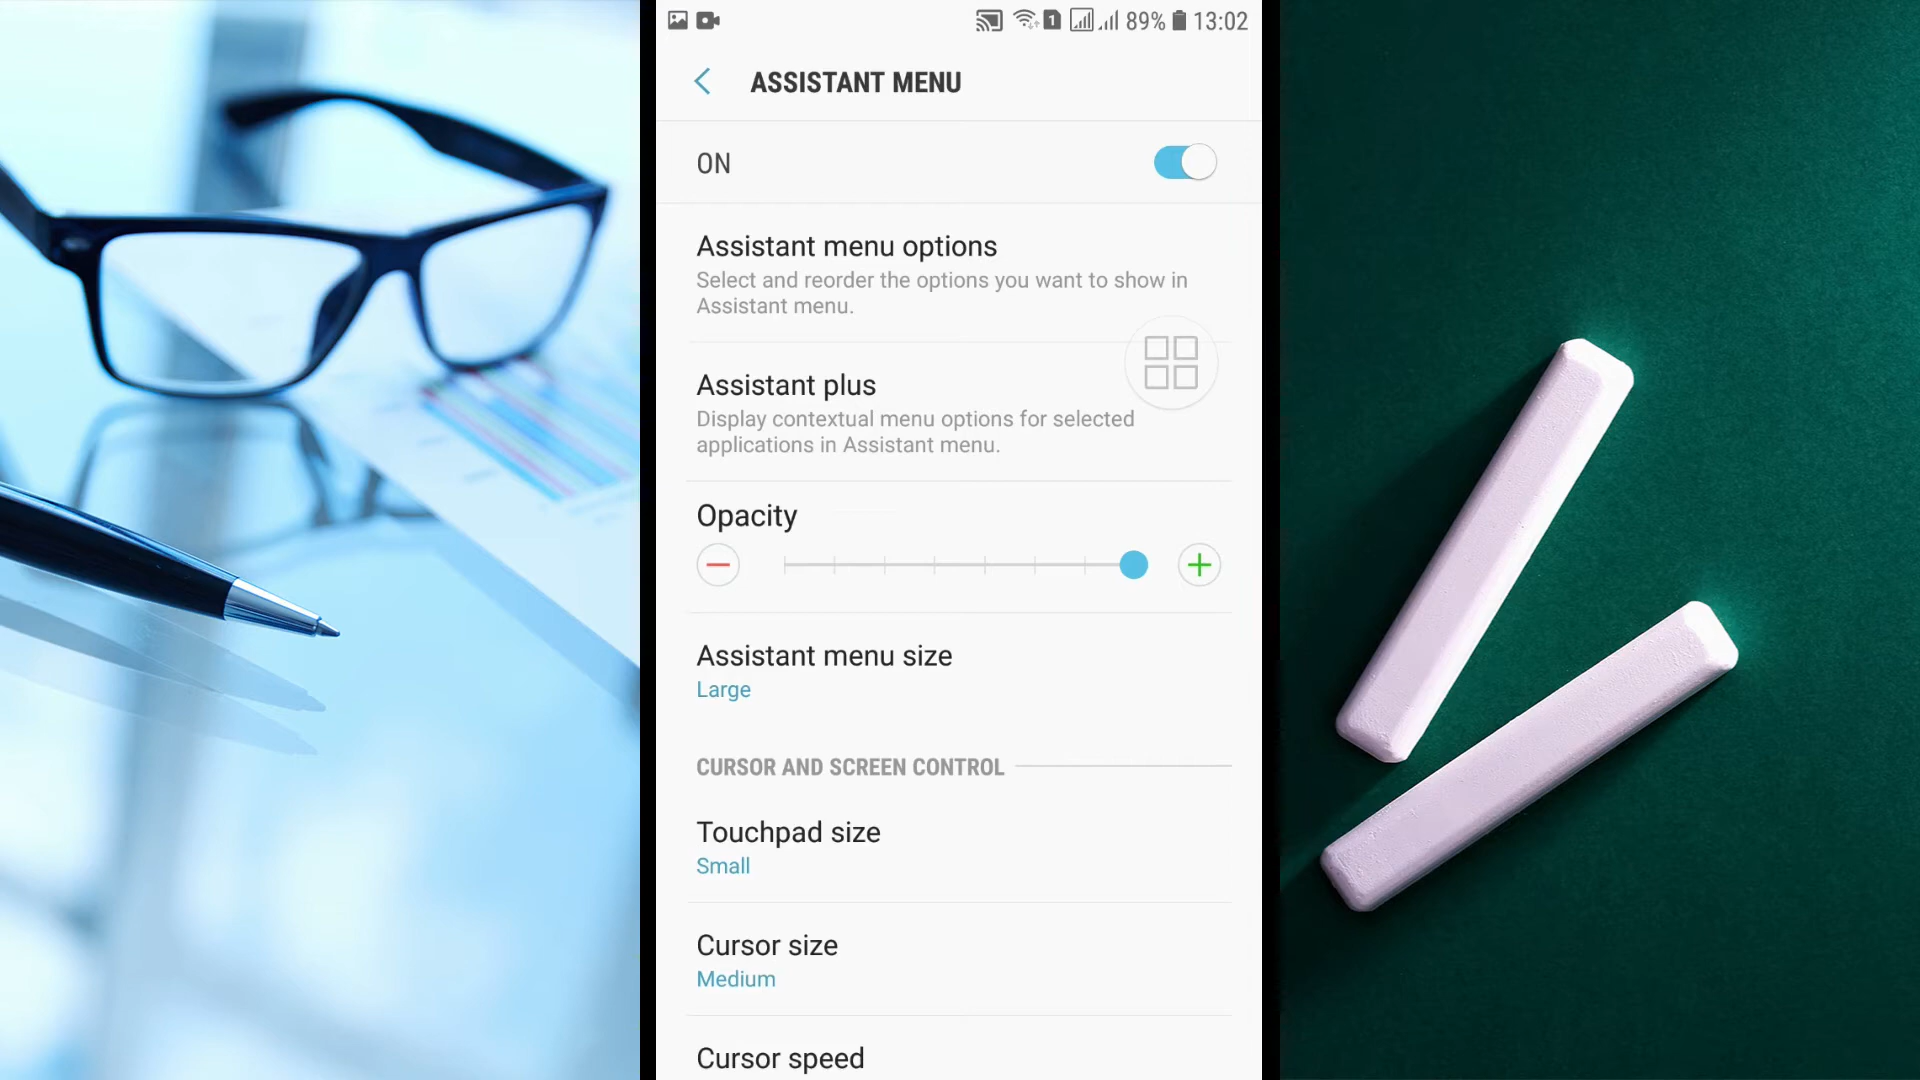 1 89% 13:02
ASSISTANT MENU
ON
Assistant menu options
Select and reorder the options you want to show in
Assistant menu.
Assistant plus
Display contextual menu options for selected
applications in Assistant menu.
Opacity
Assistant menu size
Large
CURSOR AND SCREEN CONTROL
Touchpad size
Small
Cursor size
Medium
Cursor speed